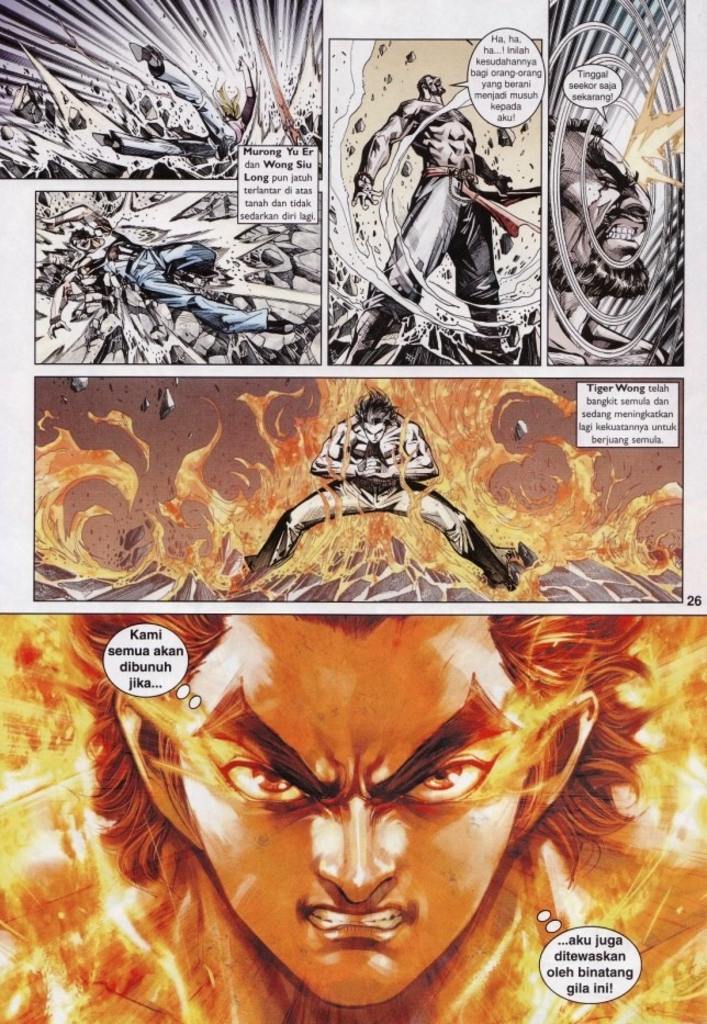 Murong Yu Er
dan Wong Siu
Long pun jatuh
terlantar di atas
tanah dan tidak
sedarkan diri lagi.
Ha, ha,
ha...! Inilah
kesudahannya
bagi orang-orang
yang berani
menjadi musuh
kepada
aku!
Tinggal
seekor saja
sekarang!
Tiger Wong telah
bangkit semula dan
sedang meningkatkan
lagi kekuatannya untuk
berjuang semula.
26
Kami
semua akan
dibunuh
jika...
...aku juga
ditewaskan
oleh binatang
gila ini!